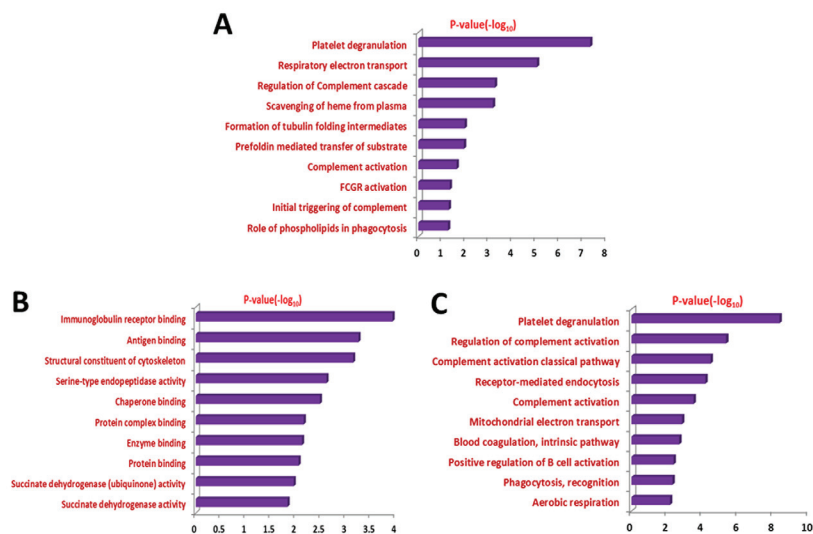 A
P-value(-log10)
Platelet degranulation
Respiratory electron transport
Regulation of Complement cascade
Scavenging of heme from plasma
Formation of tubulin folding intermediates
Prefoldin mediated transfer of substrate
Complement activation
FCGR activation
Initial triggering of complement
Role of phospholipids in phagocytosis
0 1 2 3 4 5 6 7 8
B
P-value(-log10)
Immunoglobulin receptor binding
Antigen binding
Structural constituent of cytoskeleton
Serine-type endopeptidase activity
Chaperone binding
Protein complex binding
Enzyme binding
Protein binding
Succinate dehydrogenase (ubiquinone) activity
Succinate dehydrogenase activity
0 0.5 1 1.5 2 2.5 3 3.5 4
C
P-value(-log10)
Platelet degranulation
Regulation of complement activation
Complement activation classical pathway
Receptor-mediated endocytosis
Complement activation
Mitochondrial electron transport
Blood coagulation, intrinsic pathway
Positive regulation of B cell activation
Phagocytosis, recognition
Aerobic respiration
0 2 4 6 8 10